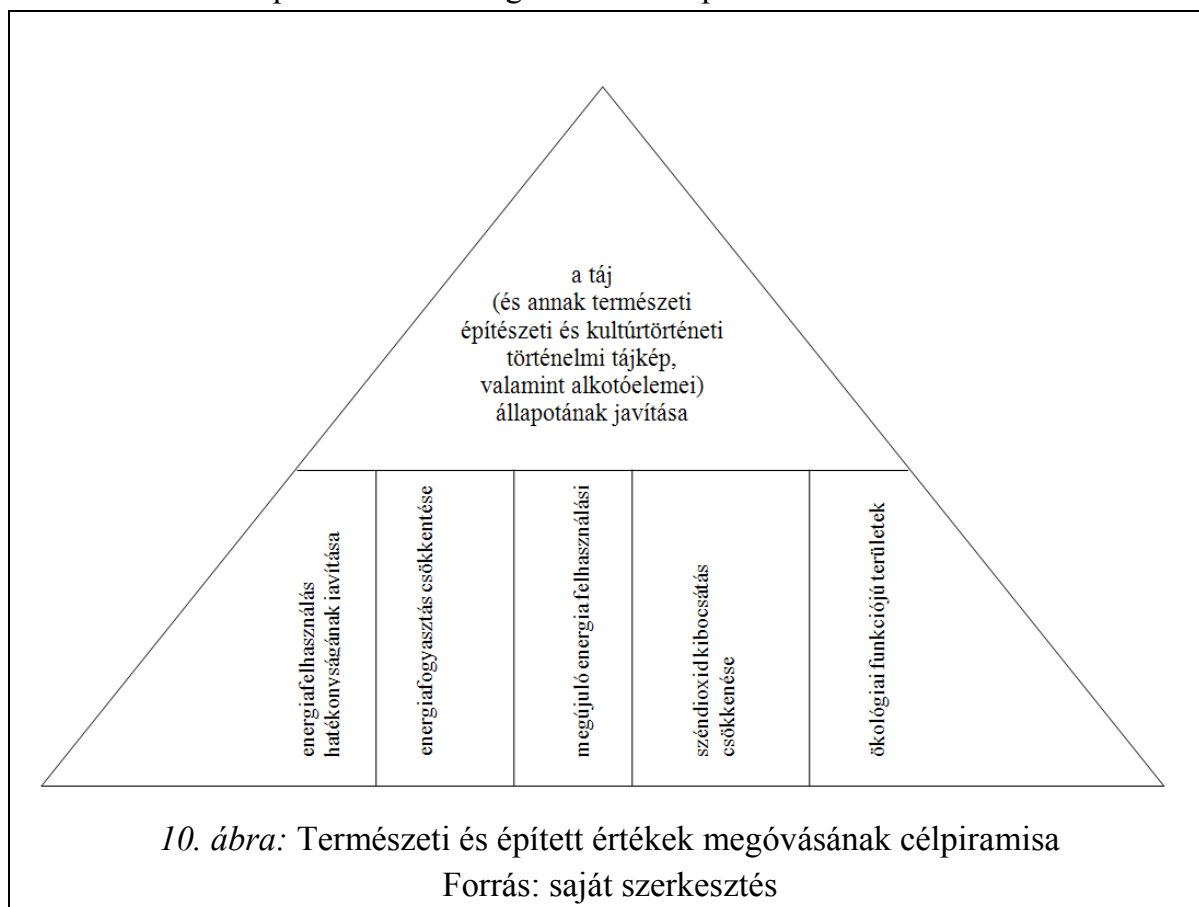 a táj
(és annak természeti
építészeti és kultúrtörténeti
történelmi tájkép,
valamint alkotóelemei)
állapotának javítása
energiafelhasználás
hatékonyságának javítása
energiafogyasztás csökkentése
megújuló energia felhasználási
széndioxid kibocsátás
csökkenése
ökológiai funkciójú területek
10. ábra: Természeti és épített értékek megóvásának célpiramisa
Forrás: saját szerkesztés